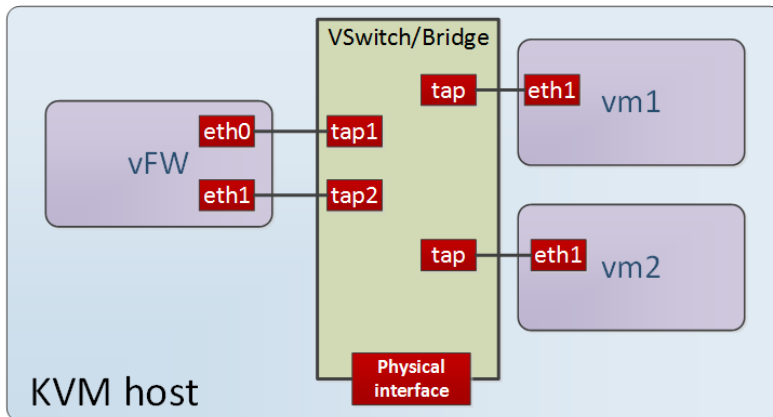 VSwitch/Bridge
tap
eth1
vm1
eth0
tap1
vFW
eth1
tap2
tap
eth1
vm2
Physical
interface
KVM host